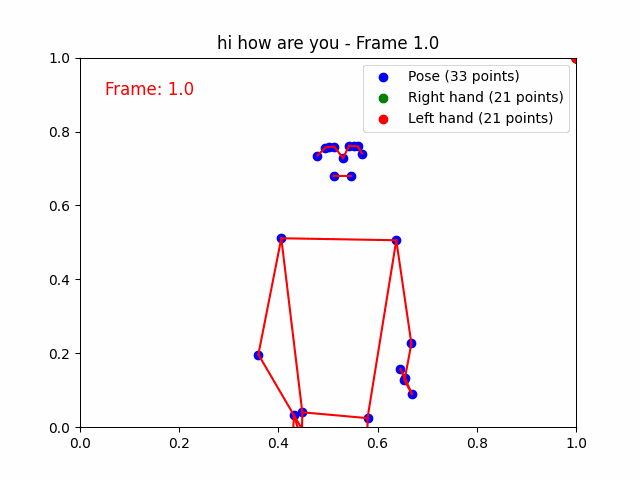 hi how are you - Frame 1.0
Frame: 1.0
Pose (33 points)
Right hand (21 points)
Left hand (21 points)
1.0
0.8
0.6
0.4
0.2
0.0
0.0 0.2 0.4 0.6 0.8 1.0